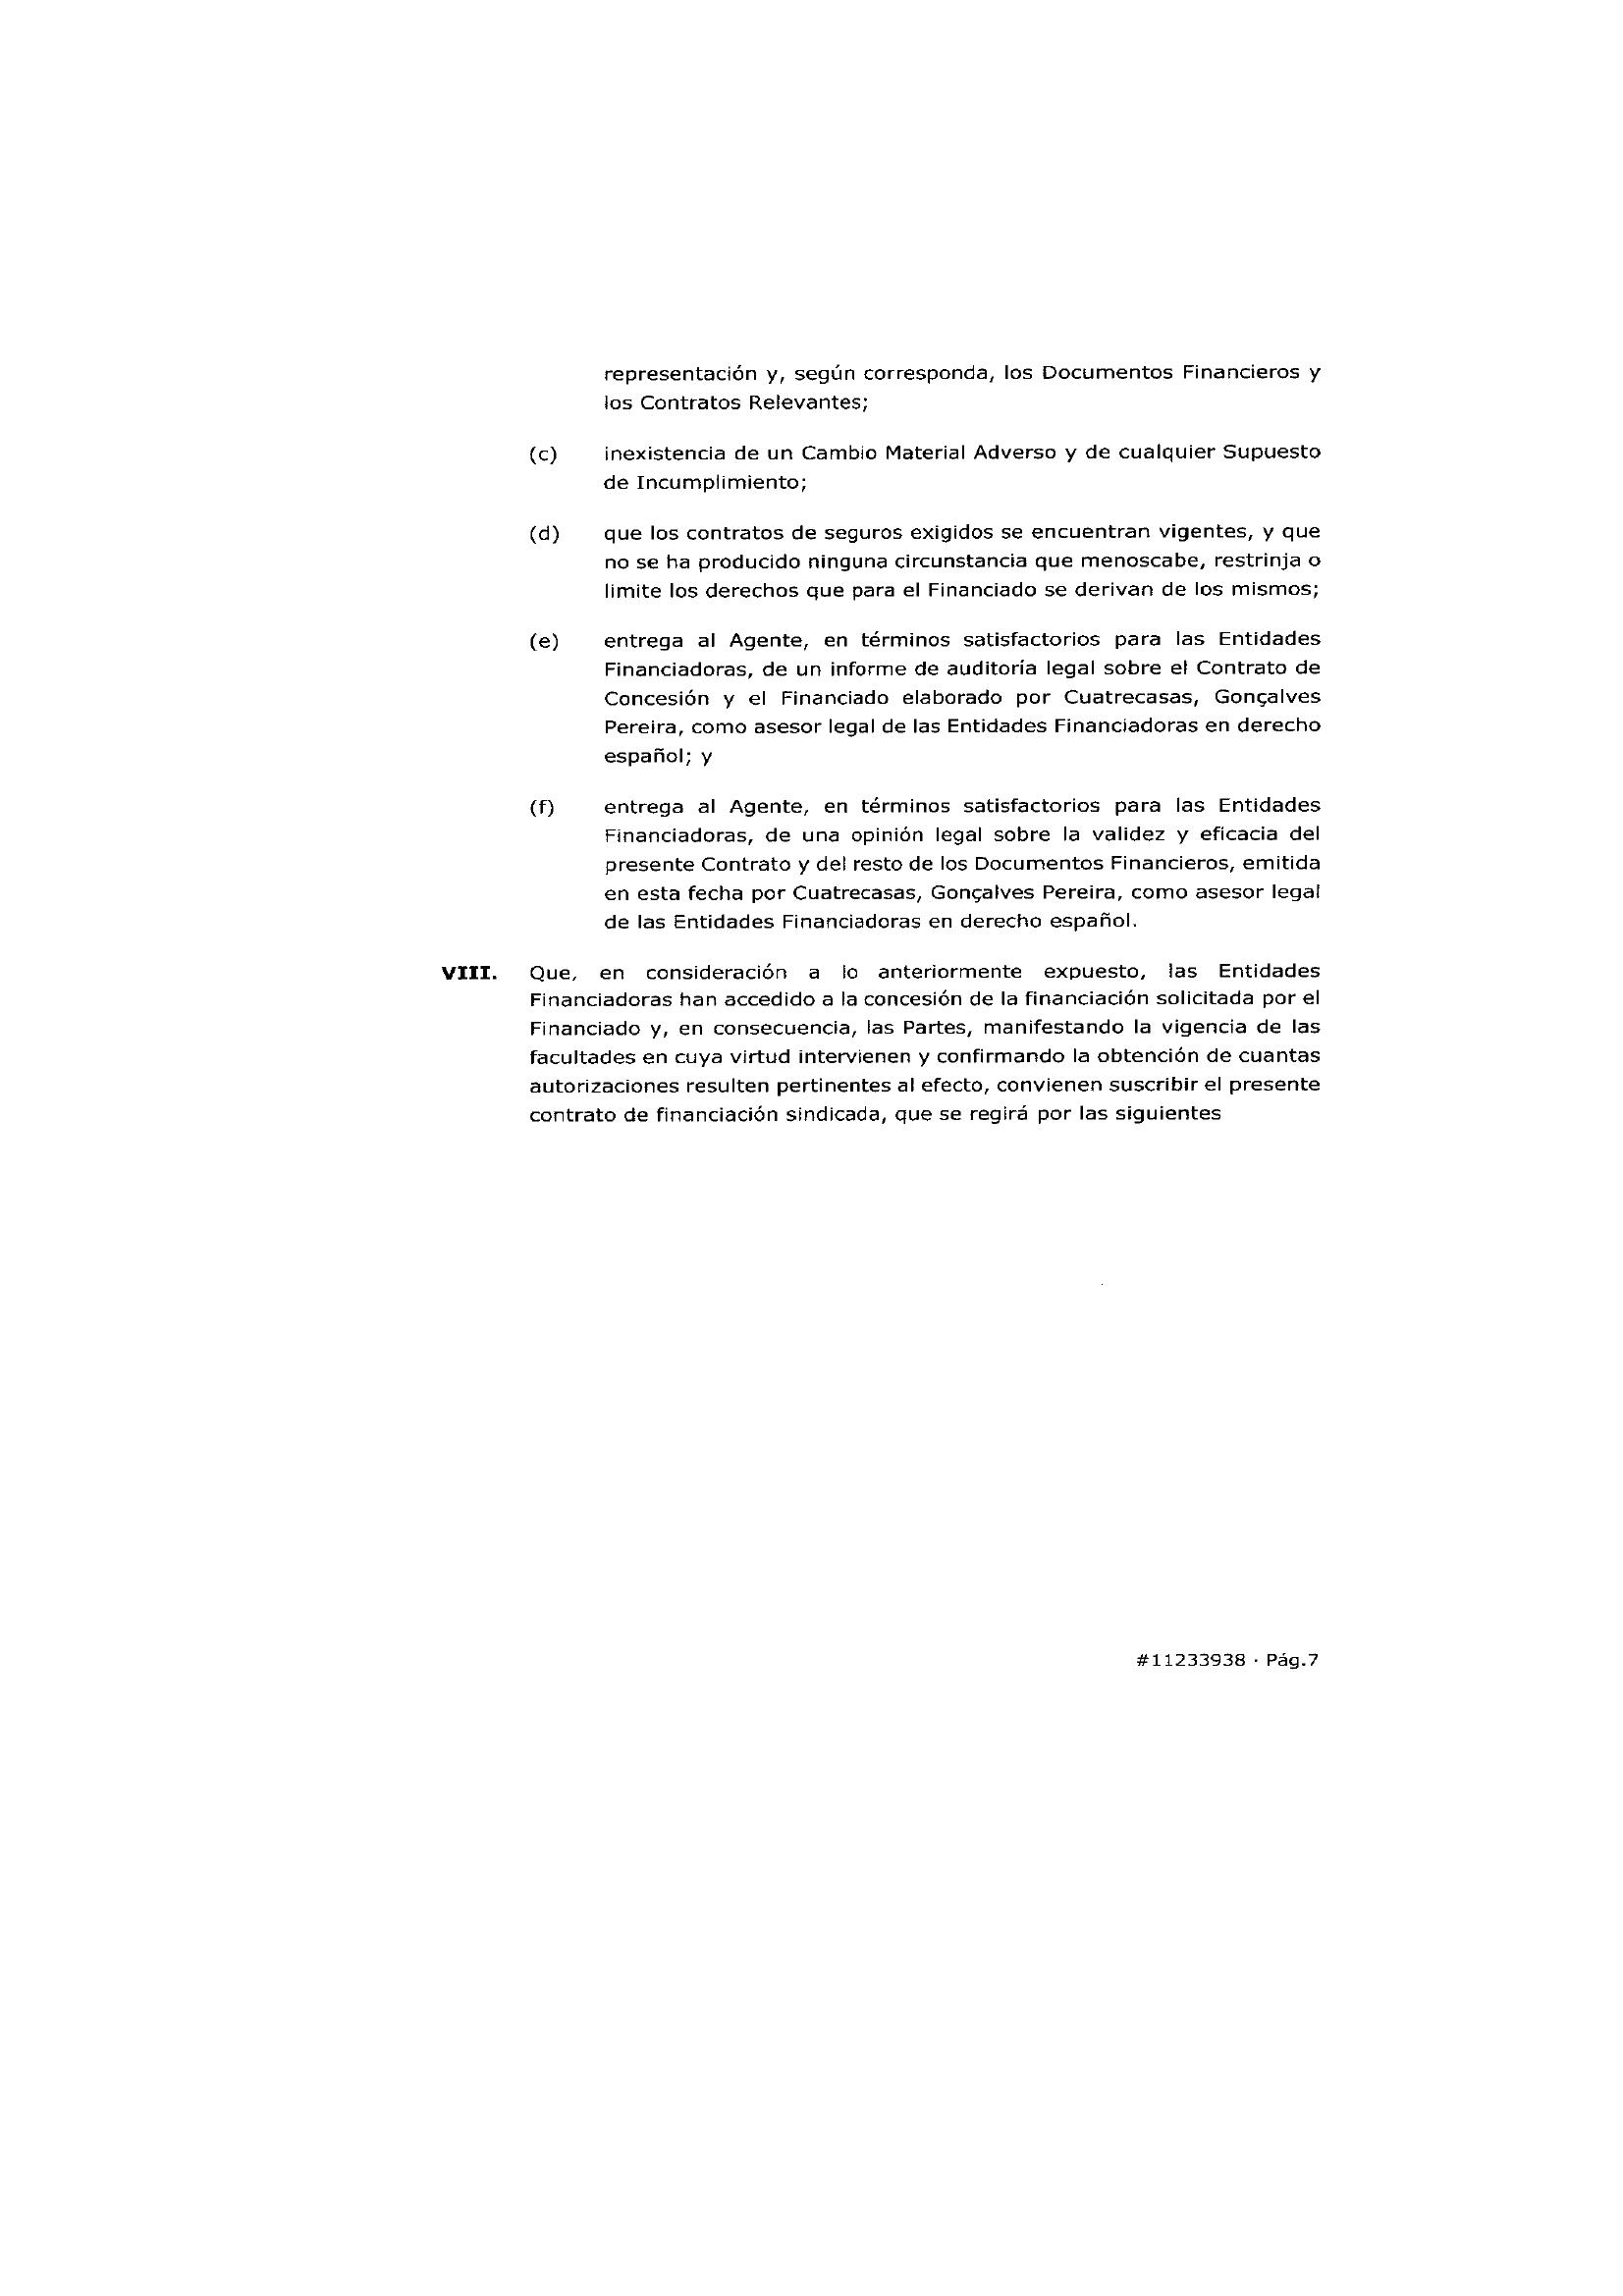 representación y, según corresponda, los Documentos Financieros y
los Contratos Relevantes;
(c) inexistencia de un Cambio Material Adverso y de cualquier Supuesto
de Incumplimiento;
(d) que los contratos de seguros exigidos se encuentran vigentes, y que
no se ha producido ninguna circunstancia que menoscabe, restrinja o
limite los derechos que para el Financiado se derivan de los mismos;
(e) entrega al Agente, en términos satisfactorios para las Entidades
Financiadoras, de un informe de auditoría legal sobre el Contrato de
Concesión y el Financiado elaborado por Cuatrecasas, Gonçalves
Pereira, como asesor legal de las Entidades Financiadoras en derecho
español; y
(f) entrega al Agente, en términos satisfactorios para las Entidades
Financiadoras, de una opinión legal sobre la validez y eficacia del
presente Contrato y del resto de los Documentos Financieros, emitida
en esta fecha por Cuatrecasas, Gonçalves Pereira, como asesor legal
de las Entidades Financiadoras en derecho español.
VIII. Que, en consideración a lo anteriormente expuesto, las Entidades
Financiadoras han accedido a la concesión de la financiación solicitada por el
Financiado y, en consecuencia, las Partes, manifestando la vigencia de las
facultades en cuya virtud intervienen y confirmando la obtención de cuantas
autorizaciones resulten pertinentes al efecto, convienen suscribir el presente
contrato de financiación sindicada, que se regirá por las siguientes
#11233938 · Pág.7